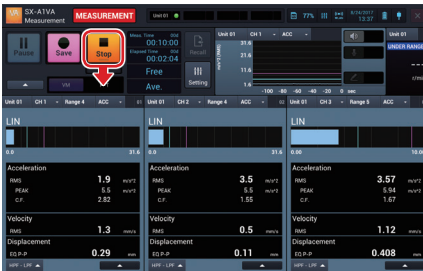 SX-ATVA
Measurement
MEASUREMENT
Unit 01
77%
8/24/2017
13:37
Pause
Save
Stop
Meas. Time
00:10:00
Elapsed Time
00:02:04
Free
Ave.
VM
Recall
Setting
Unit 01 CH 1 ACC
31.6
21.6
11.6
1.6
-100 -80 -60 -40 -20 0 sec
Unit 01
UNDER RANGE
Unit 01 CH 1 Range 4 ACC 01
LIN
0.0 31.6
Acceleration
RMS 1.9 m/s^2
PEAK 5.5 m/s^2
C.F. 2.82
Velocity
RMS 1.3 mm/s
Displacement
EQ P-P 0.29 mm
HPF - LPF
Unit 01 CH 2 Range 4 ACC 02
LIN
0.0 31.6
Acceleration
RMS 3.5 m/s^2
PEAK 5.5 m/s^2
C.F. 1.55
Velocity
RMS 0.5 mm/s
Displacement
EQ P-P 0.11 mm
HPF - LPF
Unit 01 CH 3 Range 5 ACC
LIN
0.00 10.00
Acceleration
RMS 3.57 m/s^2
PEAK 5.94 m/s^2
C.F. 1.67
Velocity
RMS 1.12 mm/s
Displacement
EQ P-P 0.408 mm
HPF - LPF